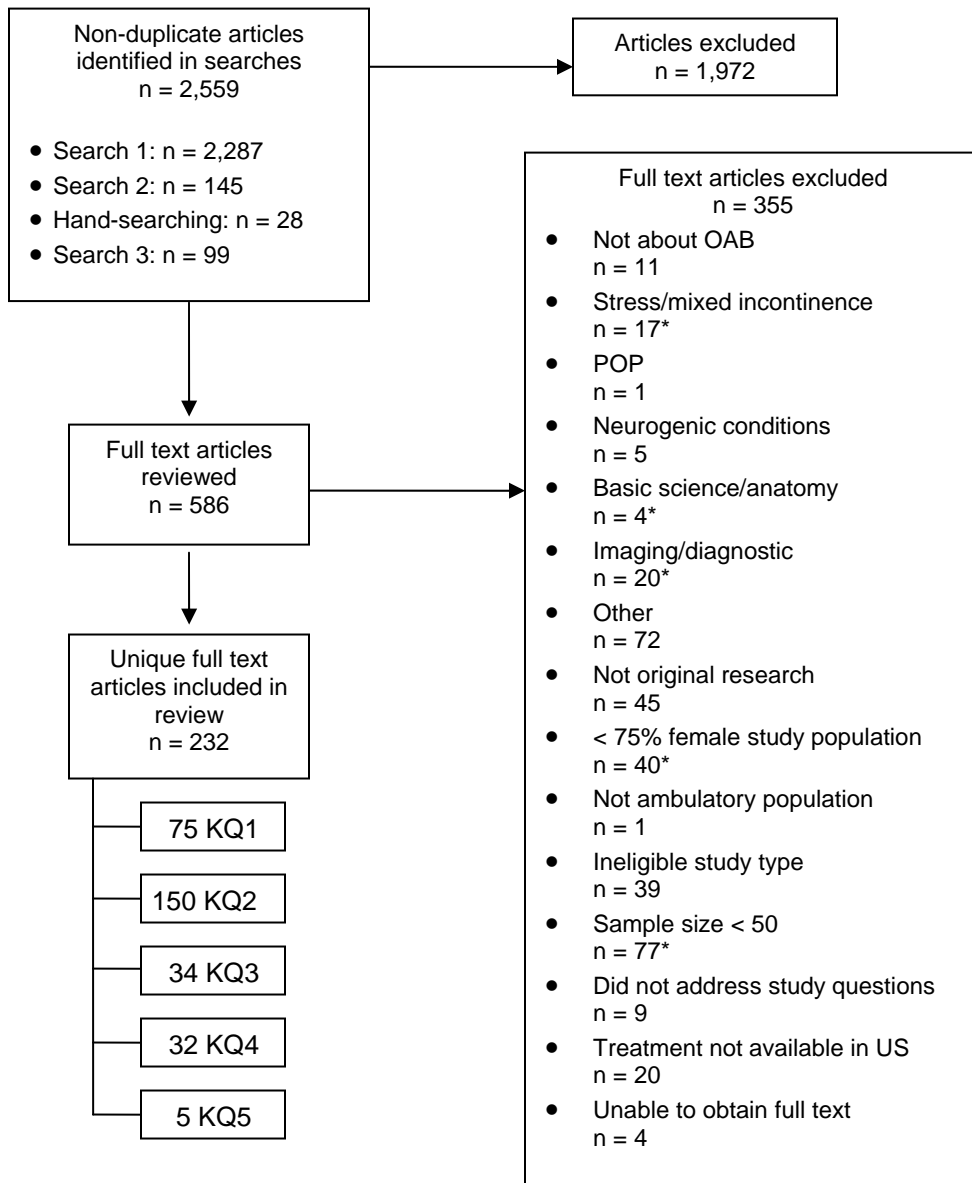 Non-duplicate articles
identified in searches
n = 2,559
• Search 1: n = 2,287
• Search 2: n = 145
• Hand-searching: n = 28
• Search 3: n = 99
Articles excluded
n = 1,972
Full text articles
reviewed
n = 586
Full text articles excluded
n = 355
• Not about OAB
n = 11
• Stress/mixed incontinence
n = 17*
• POP
n = 1
• Neurogenic conditions
n = 5
• Basic science/anatomy
n = 4*
• Imaging/diagnostic
n = 20*
• Other
n = 72
• Not original research
n = 45
• < 75% female study population
n = 40*
• Not ambulatory population
n = 1
• Ineligible study type
n = 39
• Sample size < 50
n = 77*
• Did not address study questions
n = 9
• Treatment not available in US
n = 20
• Unable to obtain full text
n = 4
Unique full text
articles included in
review
n = 232
75 KQ1
150 KQ2
34 KQ3
32 KQ4
5 KQ5